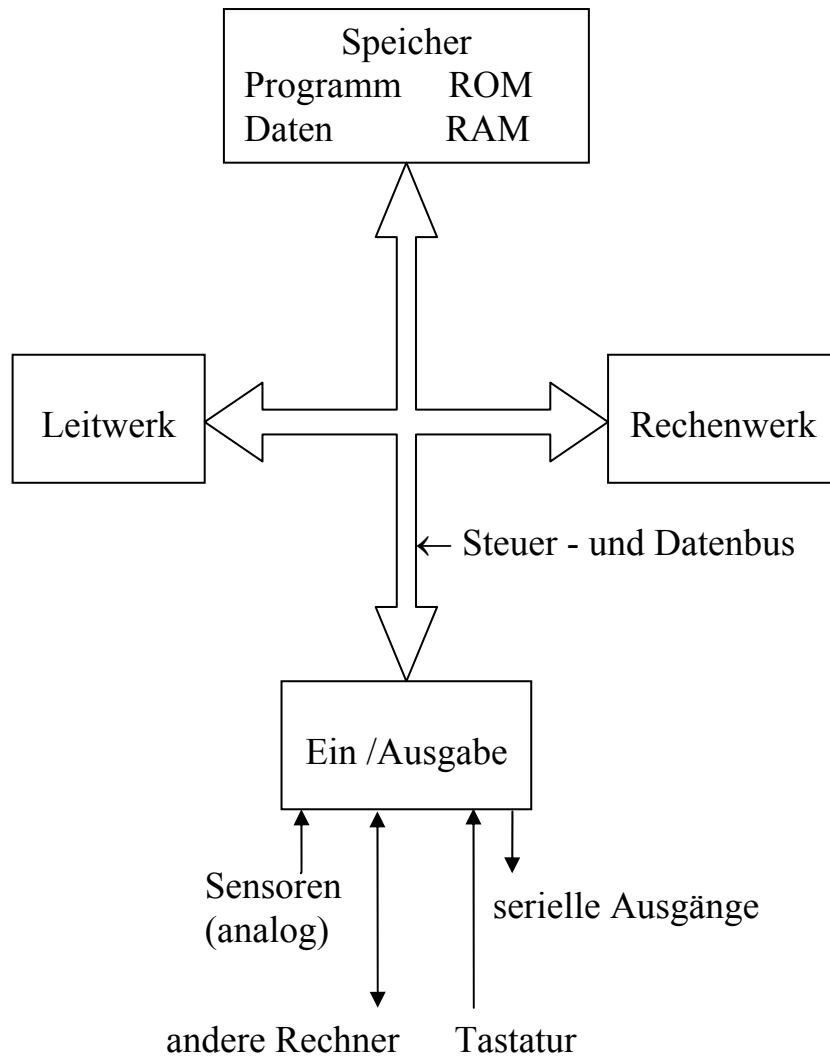 Speicher
Programm ROM
Daten RAM
Leitwerk
Rechenwerk
← Steuer - und Datenbus
Ein /Ausgabe
Sensoren
(analog)
serielle Ausgänge
andere Rechner
Tastatur